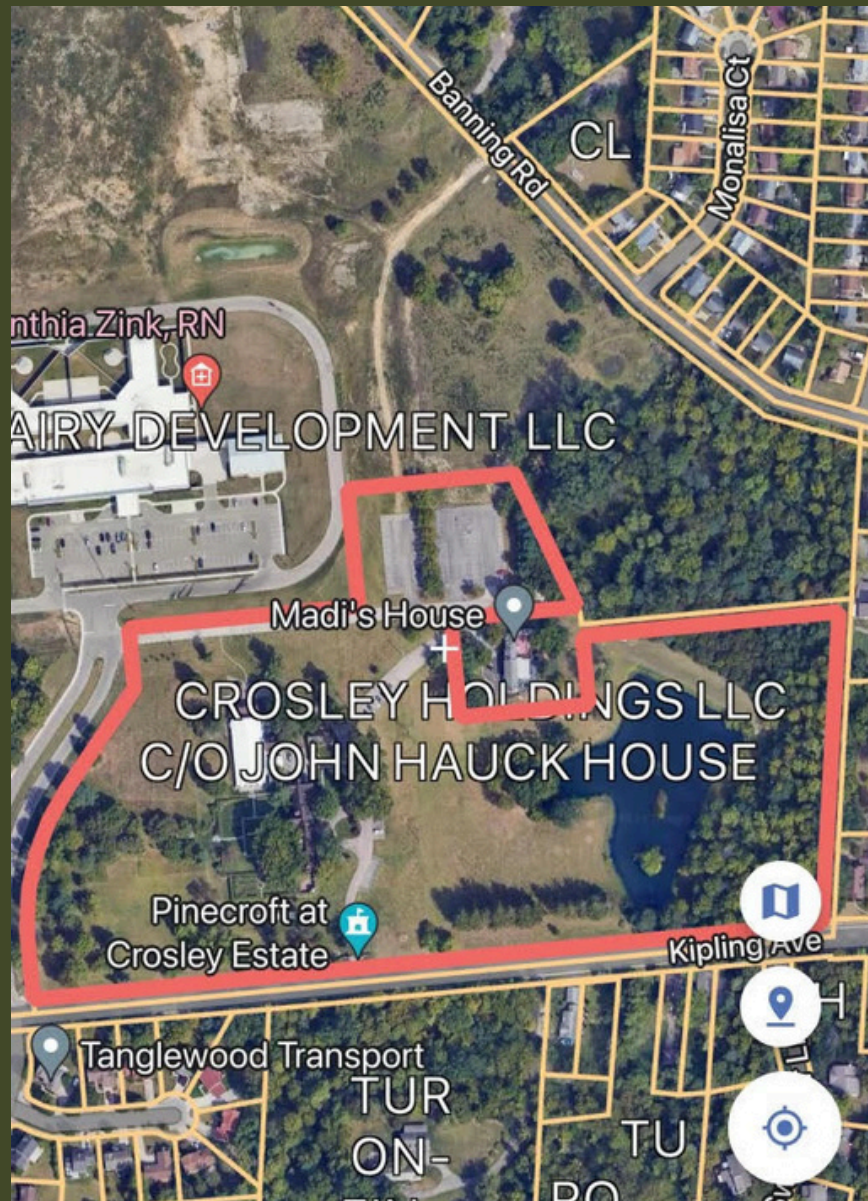 Banning Rd
CL
Monalisa Ct
nthia Zink, RN
AIRY DEVELOPMENT LLC
Madi's House
CROSLEY HOLDINGS LLC
C/O JOHN HAUCK HOUSE
Pinecroft at
Crosley Estate
Kipling Ave
H
Tanglewood Transport
TUR
ON-
TU